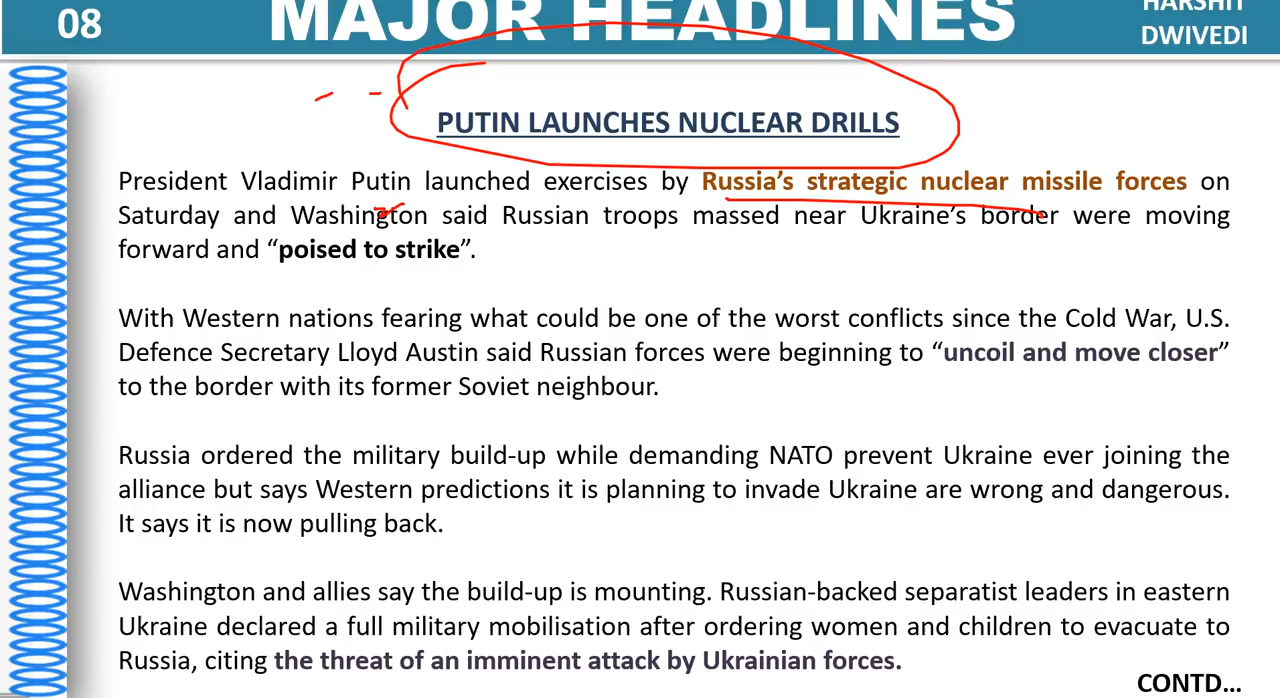 08
MAJOR HEADLINES
HARSHIT
DWIVEDI
PUTIN LAUNCHES NUCLEAR DRILLS
President Vladimir Putin launched exercises by Russia’s strategic nuclear missile forces on
Saturday and Washington said Russian troops massed near Ukraine’s border were moving
forward and “poised to strike”.
With Western nations fearing what could be one of the worst conflicts since the Cold War, U.S.
Defence Secretary Lloyd Austin said Russian forces were beginning to “uncoil and move closer”
to the border with its former Soviet neighbour.
Russia ordered the military build-up while demanding NATO prevent Ukraine ever joining the
alliance but says Western predictions it is planning to invade Ukraine are wrong and dangerous.
It says it is now pulling back.
Washington and allies say the build-up is mounting. Russian-backed separatist leaders in eastern
Ukraine declared a full military mobilisation after ordering women and children to evacuate to
Russia, citing the threat of an imminent attack by Ukrainian forces.
CONTD...